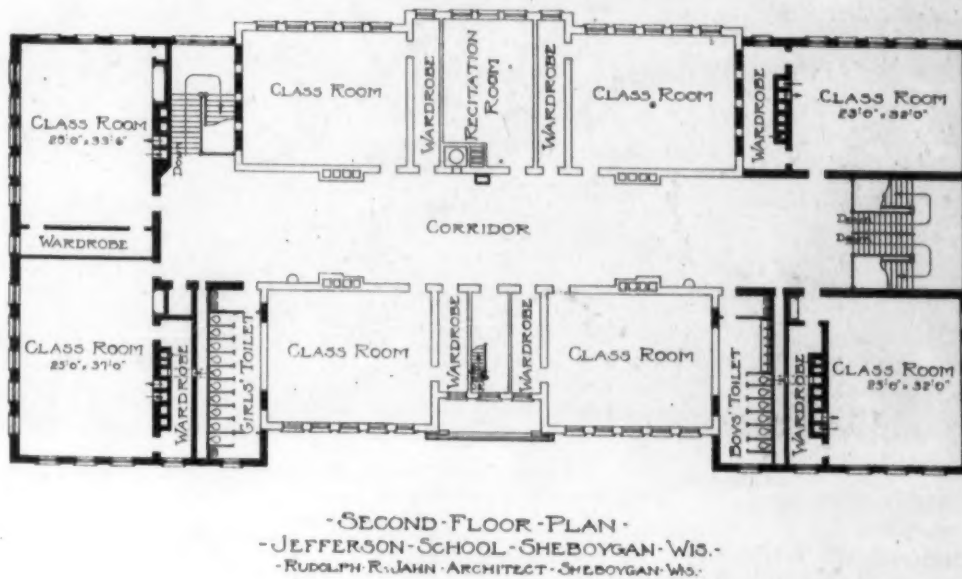 CLASS ROOM
25'0" × 33'6"
DOWN
WARDROBE
CLASS ROOM
WARDROBE
RECITATION
ROOM
WARDROBE
CLASS ROOM
WARDROBE
CLASS ROOM
23'0" × 32'0"
CORRIDOR
DOWN
DOWN
CLASS ROOM
25'0" × 37'0"
WARDROBE
GIRLS' TOILET
CLASS ROOM
WARDROBE
WARDROBE
CLASS ROOM
BOYS' TOILET
WARDROBE
CLASS ROOM
25'0" × 32'0"
-SECOND-FLOOR-PLAN-
-JEFFERSON-SCHOOL-SHEBOYGAN-WIS.-
-RUDOLPH-R.-JAHN-ARCHITECT-SHEBOYGAN-WIS.-